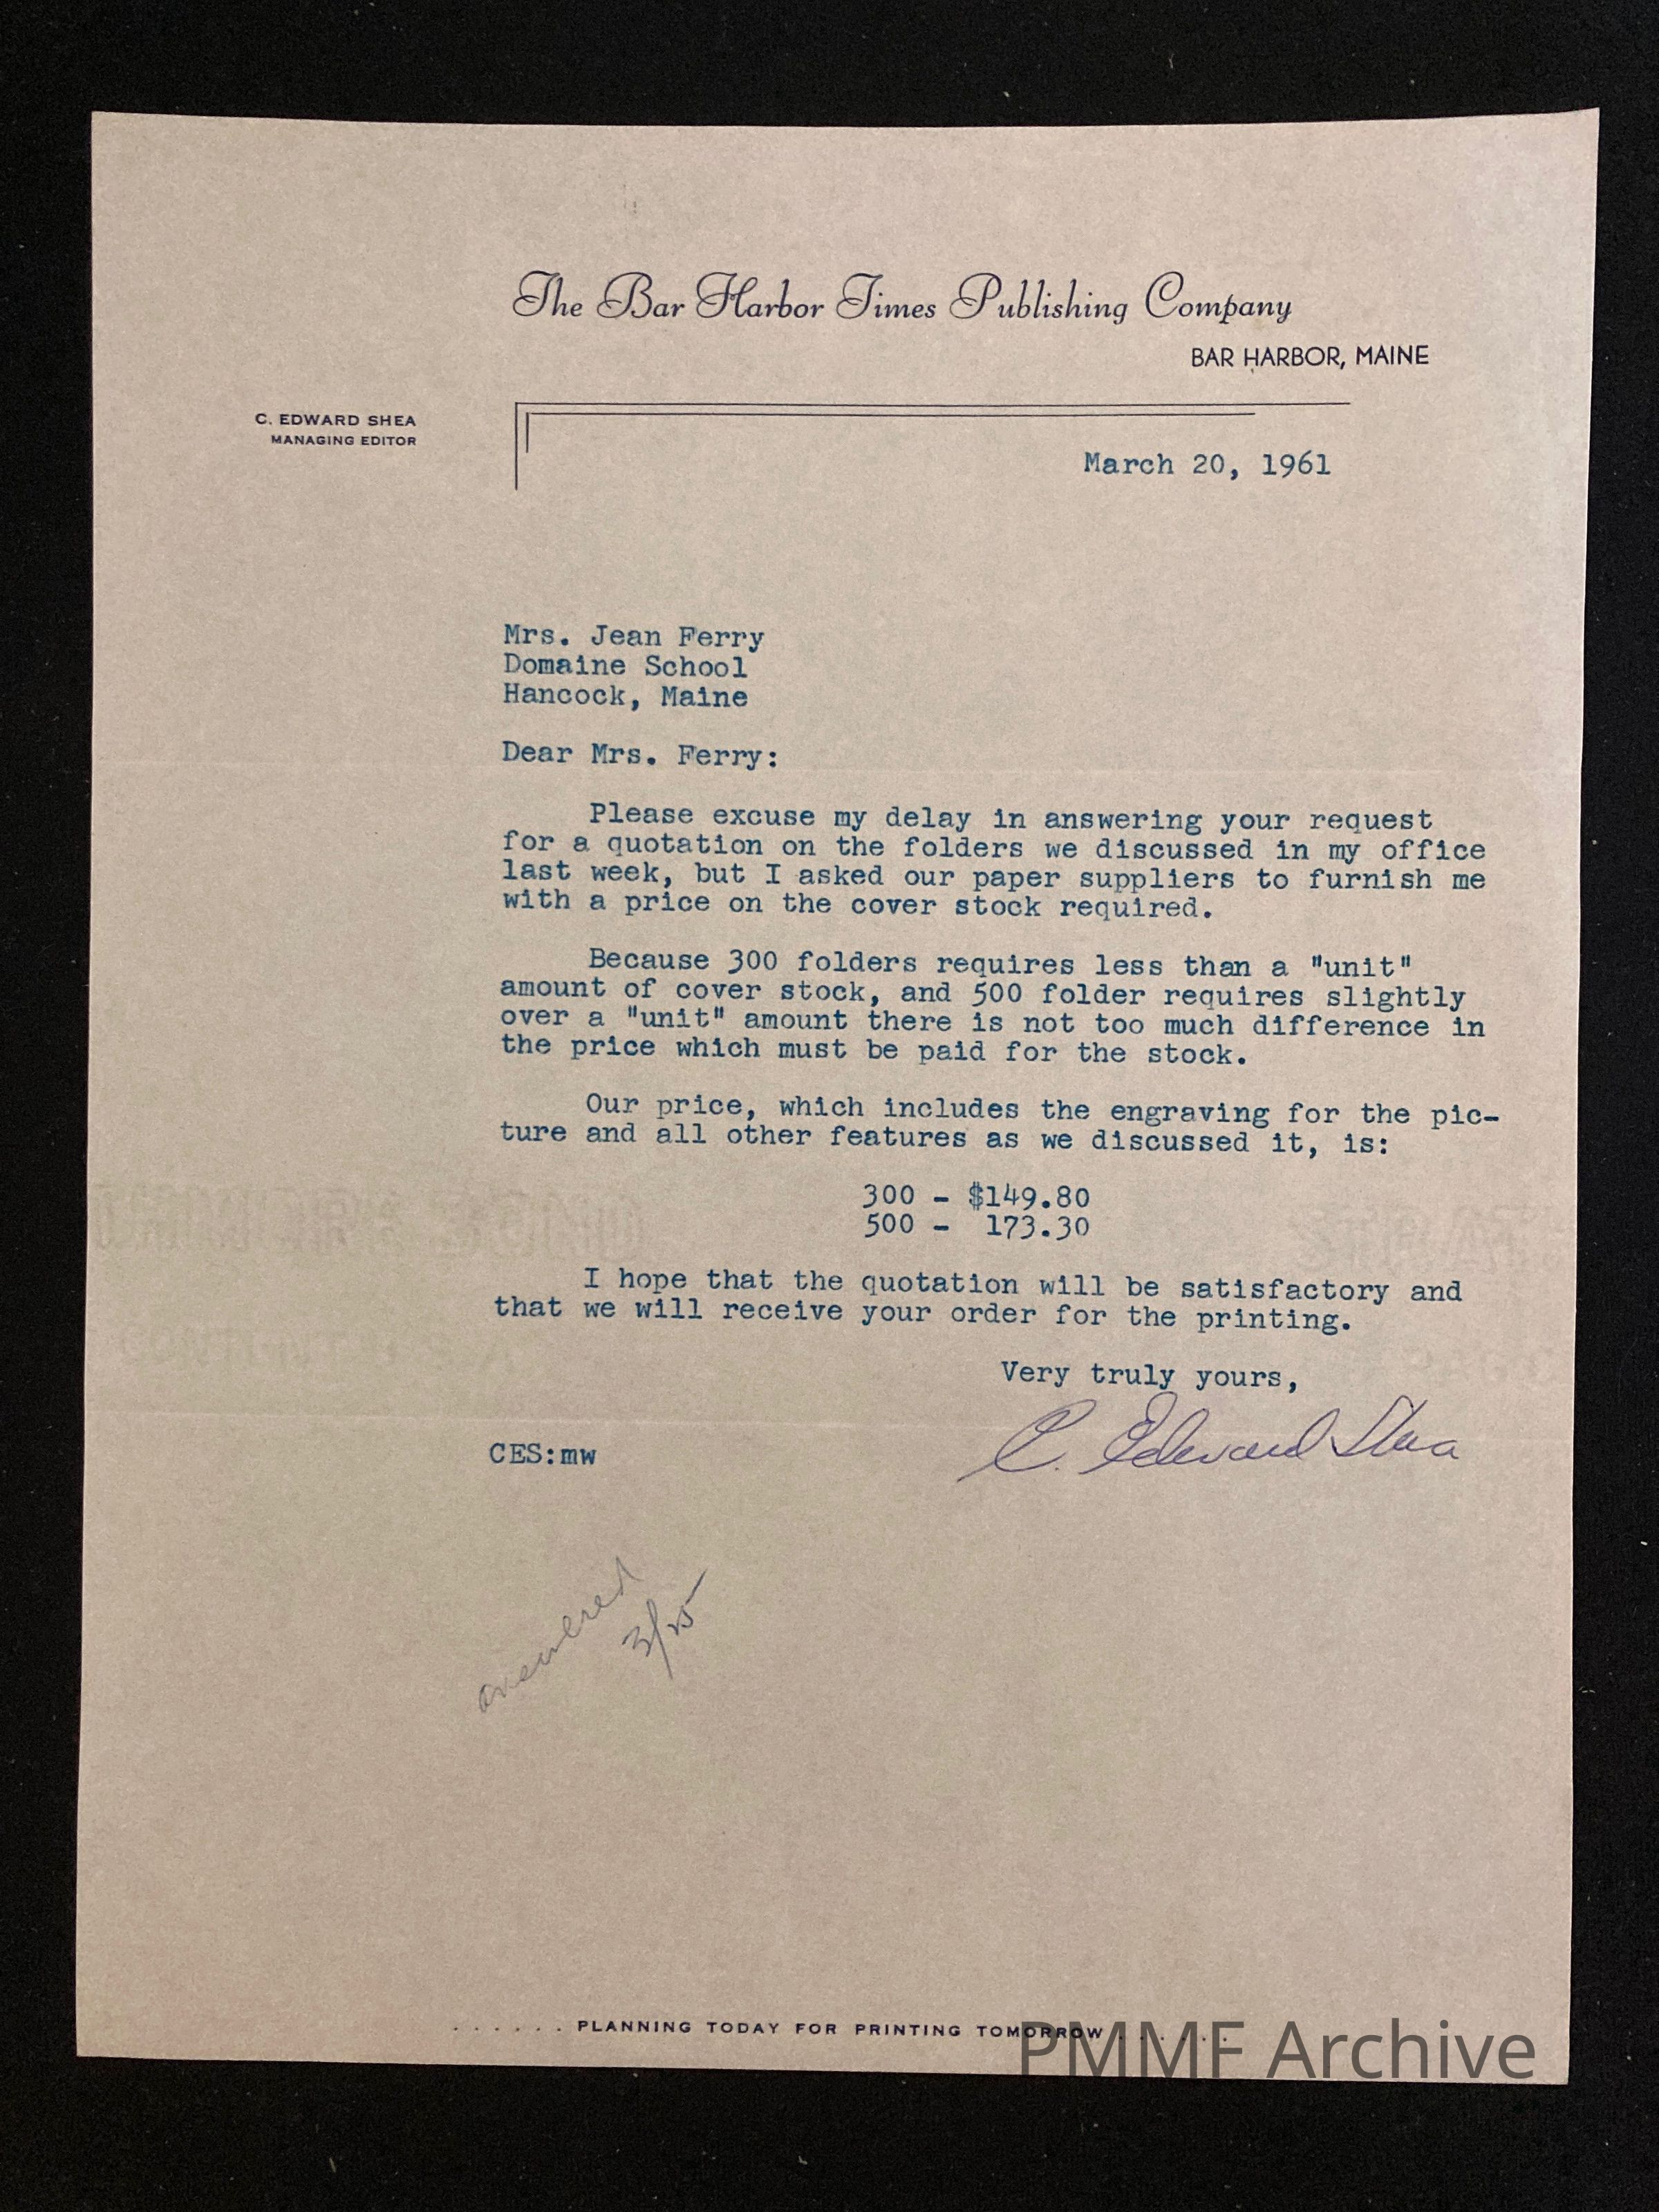 The Bar Harbor Times Publishing Company
BAR HARBOR, MAINE
C. EDWARD SHEA
MANAGING EDITOR
March 20, 1961
Mrs. Jean Ferry
Domaine School
Hancock, Maine
Dear Mrs. Ferry:
Please excuse my delay in answering your request
for a quotation on the folders we discussed in my office
last week, but I asked our paper suppliers to furnish me
with a price on the cover stock required.
Because 300 folders requires less than a "unit"
amount of cover stock, and 500 folder requires slightly
over a "unit" amount there is not too much difference in
the price which must be paid for the stock.
Our price, which includes the engraving for the pic-
ture and all other features as we discussed it, is:
300 - $149.80
500 - 173.30
I hope that the quotation will be satisfactory and
that we will receive your order for the printing.
Very truly yours,
C. Edward Shea
CES:mw
answered
3/25
. . . . . . PLANNING TODAY FOR PRINTING TOMORROW . . . . . .
PMMF Archive